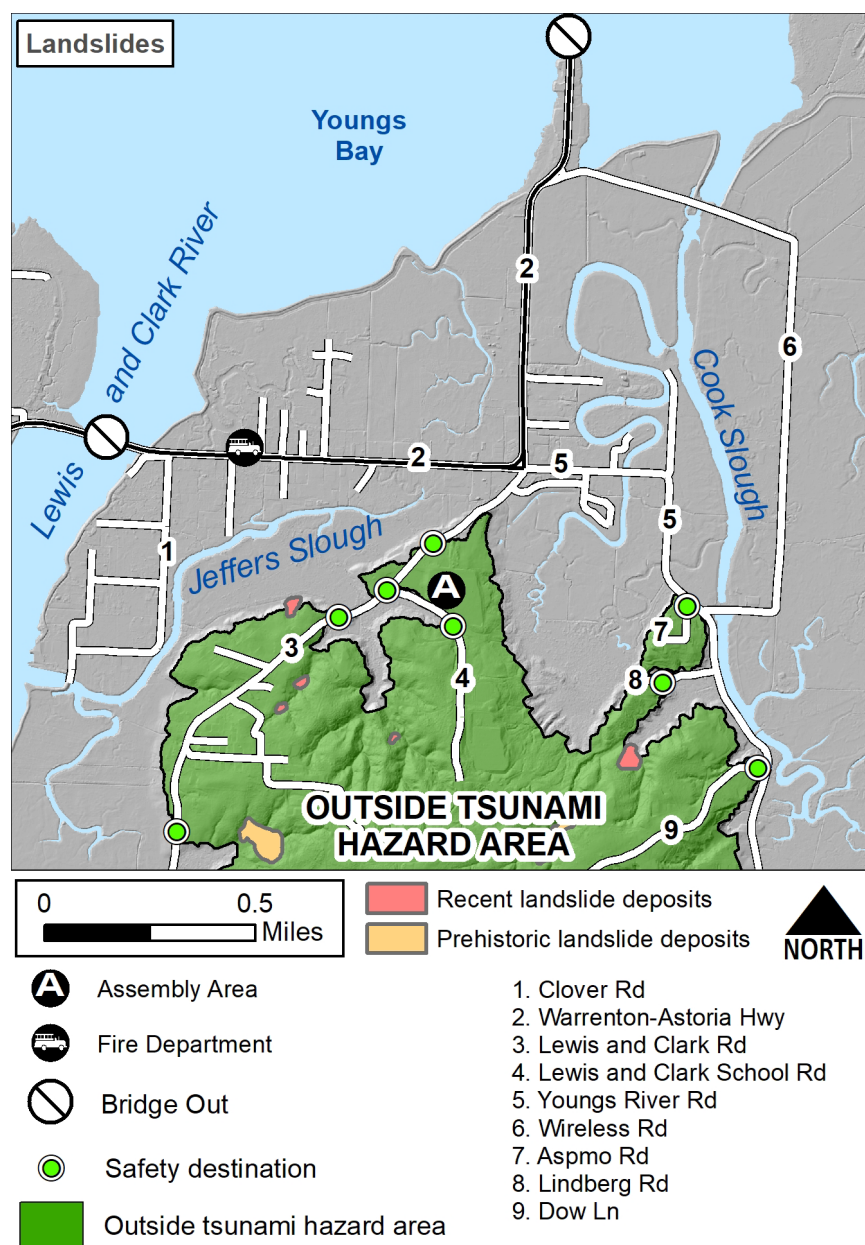 Landslides
Youngs
Bay
Lewis and Clark River
2
6
Cook Slough
2
5
5
1
Jeffers Slough
A
3
4
7
8
9
OUTSIDE TSUNAMI
HAZARD AREA
0 0.5
Miles
Recent landslide deposits
Prehistoric landslide deposits
NORTH
A Assembly Area
Fire Department
Bridge Out
Safety destination
Outside tsunami hazard area
1. Clover Rd
2. Warrenton-Astoria Hwy
3. Lewis and Clark Rd
4. Lewis and Clark School Rd
5. Youngs River Rd
6. Wireless Rd
7. Aspmo Rd
8. Lindberg Rd
9. Dow Ln